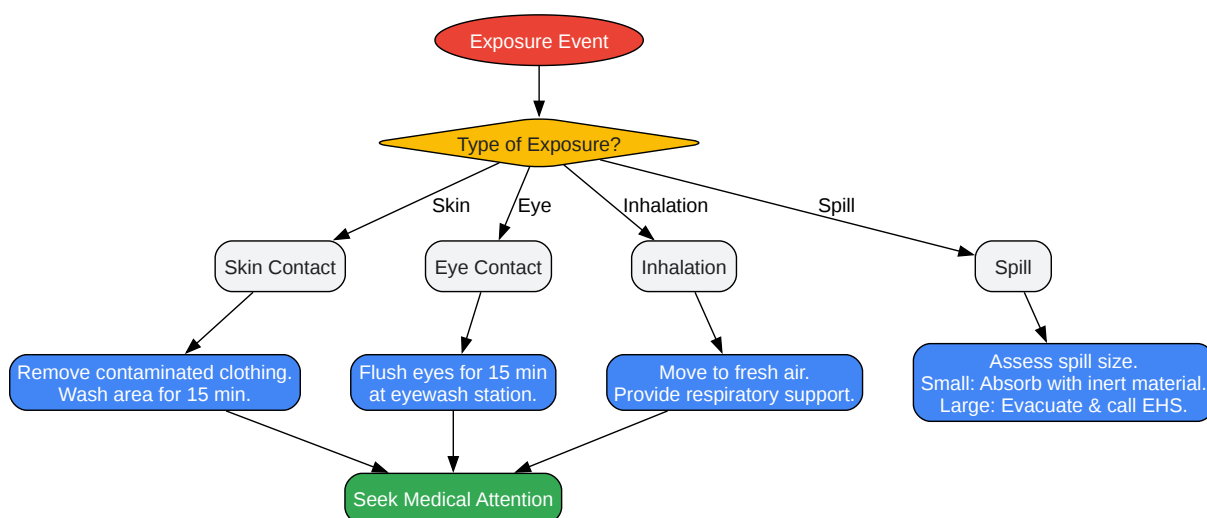 Exposure Event
Type of Exposure?
Skin
Eye
Inhalation
Spill
Skin Contact
Eye Contact
Inhalation
Spill
Remove contaminated clothing.
Wash area for 15 min.
Flush eyes for 15 min
at eyewash station.
Move to fresh air.
Provide respiratory support.
Assess spill size.
Small: Absorb with inert material.
Large: Evacuate & call EHS.
Seek Medical Attention